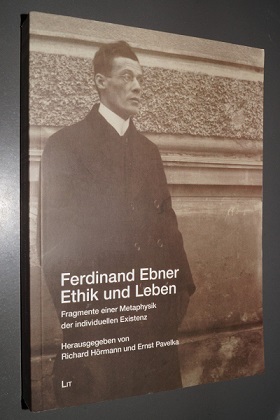 Ferdinand Ebner
Ethik und Leben
Fragmente einer Metaphysik
der individuellen Existenz
Herausgegeben von
Richard Hörmann und Ernst Pavelka
LIT